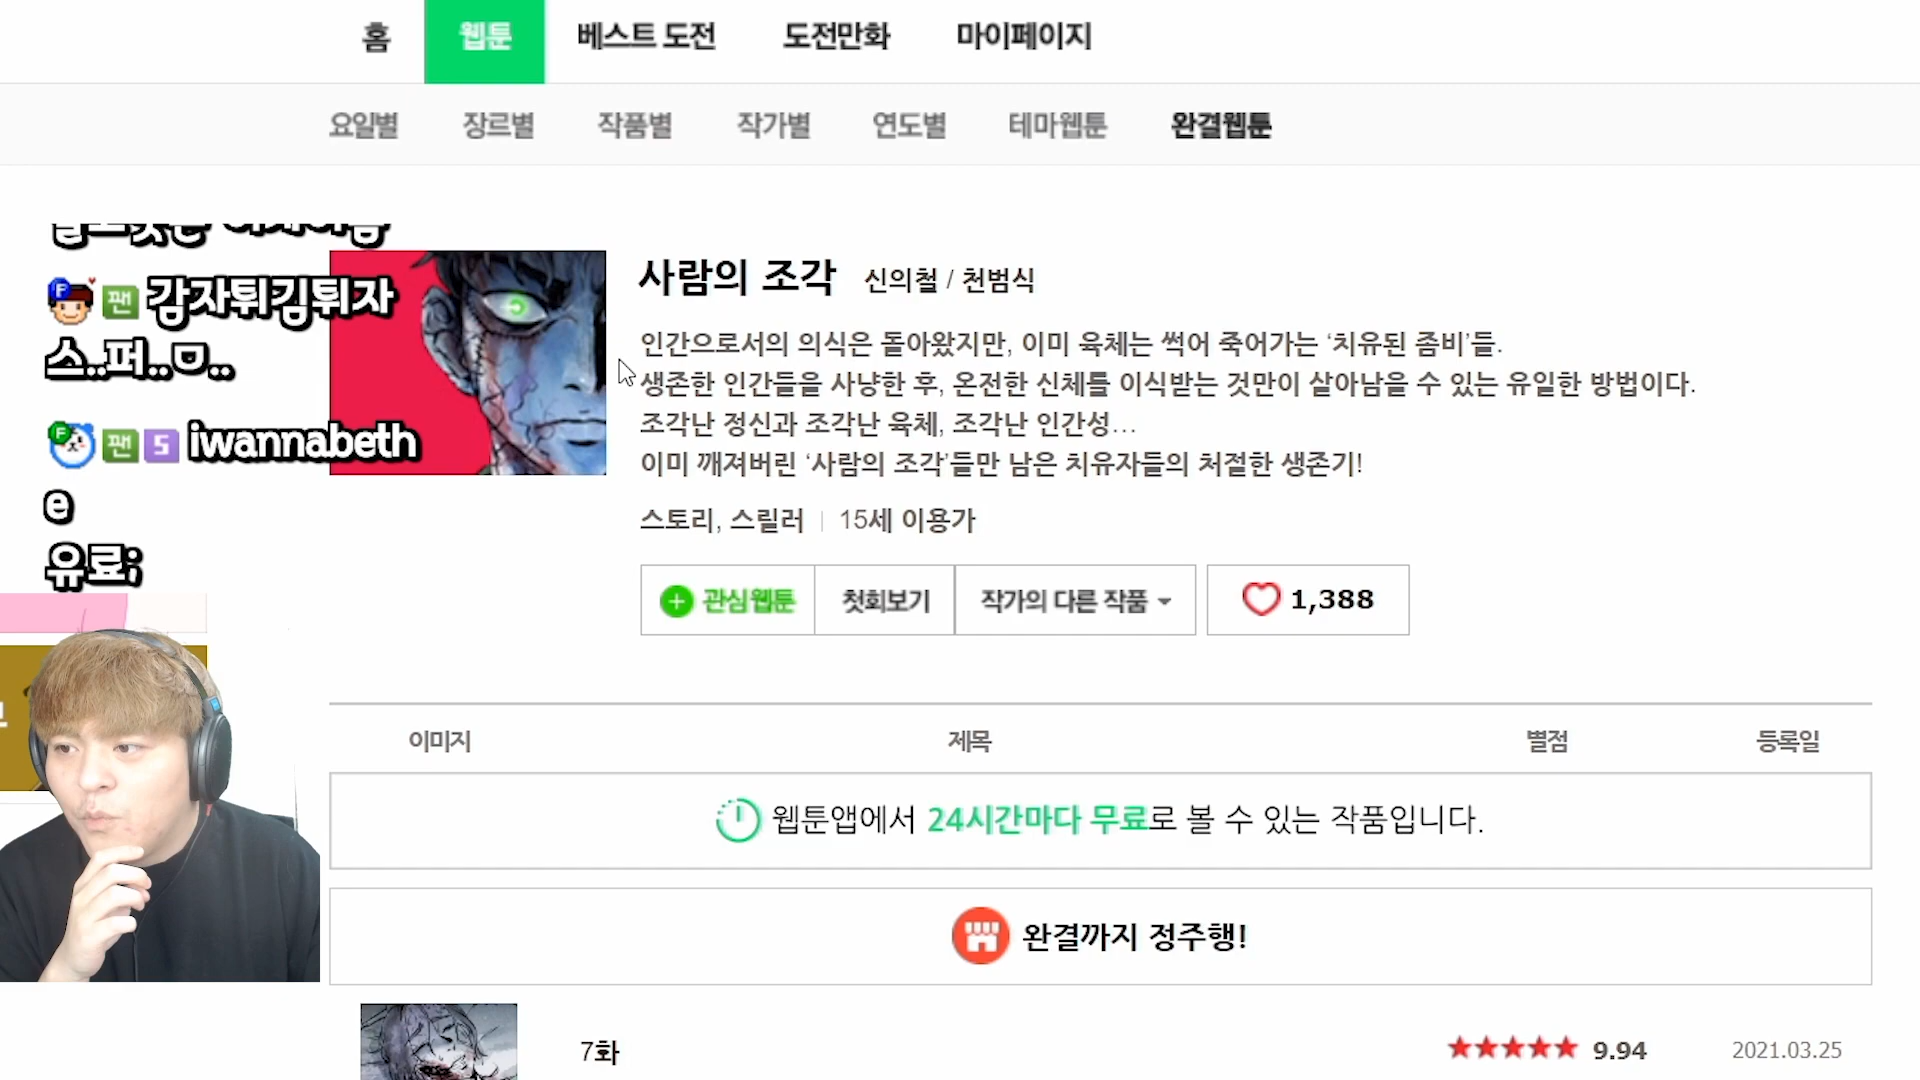 홈
웹툰
베스트 도전
도전만화
마이페이지
요일별
장르별
작품별
작가별
연도별
테마웹툰
완결웹툰
팬 감자튀김튀자
스..퍼..ㅁ..
팬 S iwannabeth
e
유료;
사람의 조각 신의철 / 천범식
인간으로서의 의식은 돌아왔지만, 이미 육체는 썩어 죽어가는 ‘치유된 좀비’들.
생존한 인간들을 사냥한 후, 온전한 신체를 이식받는 것만이 살아남을 수 있는 유일한 방법이다.
조각난 정신과 조각난 육체, 조각난 인간성…
이미 깨져버린 ‘사람의 조각’들만 남은 치유자들의 처절한 생존기!
스토리, 스릴러 | 15세 이용가
관심웹툰
첫회보기
작가의 다른 작품
1,388
이미지
제목
별점
등록일
웹툰앱에서 24시간마다 무료로 볼 수 있는 작품입니다.
완결까지 정주행!
7화
★★★★★ 9.94
2021.03.25